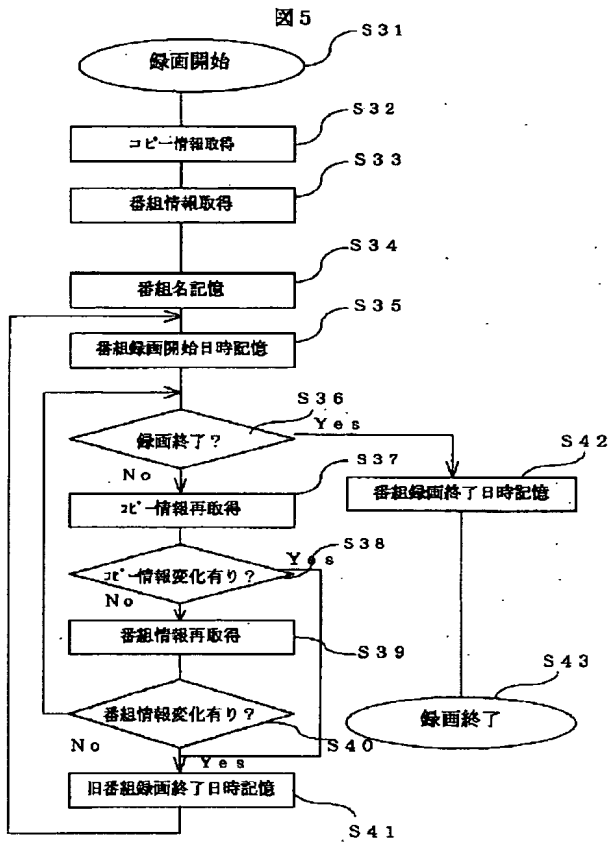 図5
録画開始
S31
コピー情報取得
S32
番組情報取得
S33
番組名記憶
S34
番組録画開始日時記憶
S35
録画終了?
S36
Yes
No
コピー情報再取得
S37
コピー情報変化有り?
S38
Yes
No
番組情報再取得
S39
番組情報変化有り?
S40
No
Yes
旧番組録画終了日時記憶
S41
番組録画終了日時記憶
S42
録画終了
S43